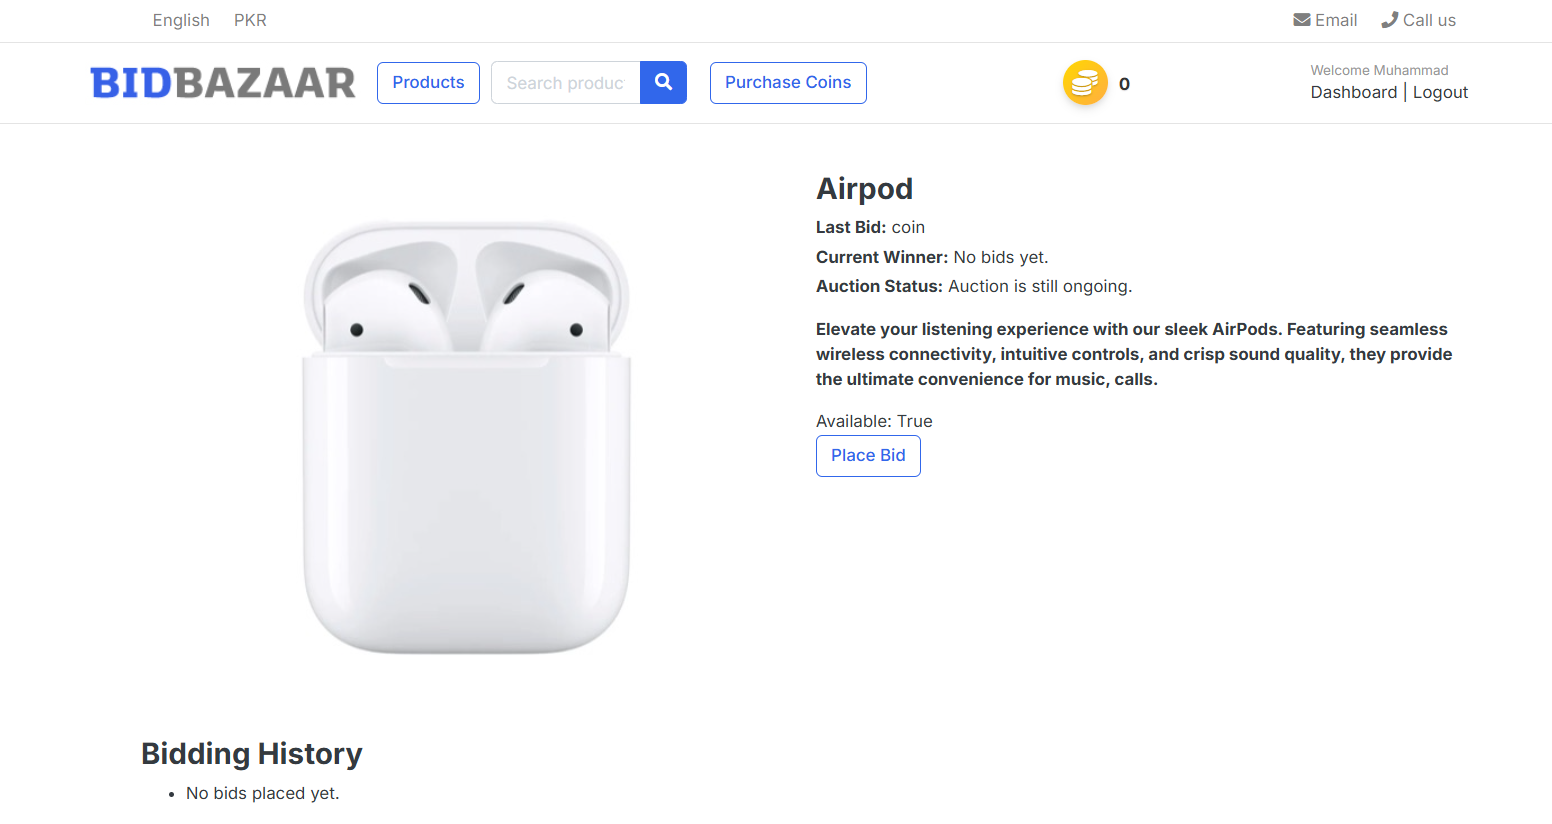 English PKR Email Call us
BIDBAZAAR Products Search produc Purchase Coins 0 Welcome Muhammad
Dashboard | Logout
Airpod
Last Bid: coin
Current Winner: No bids yet.
Auction Status: Auction is still ongoing.
Elevate your listening experience with our sleek AirPods. Featuring seamless
wireless connectivity, intuitive controls, and crisp sound quality, they provide
the ultimate convenience for music, calls.
Available: True
Place Bid
Bidding History
• No bids placed yet.